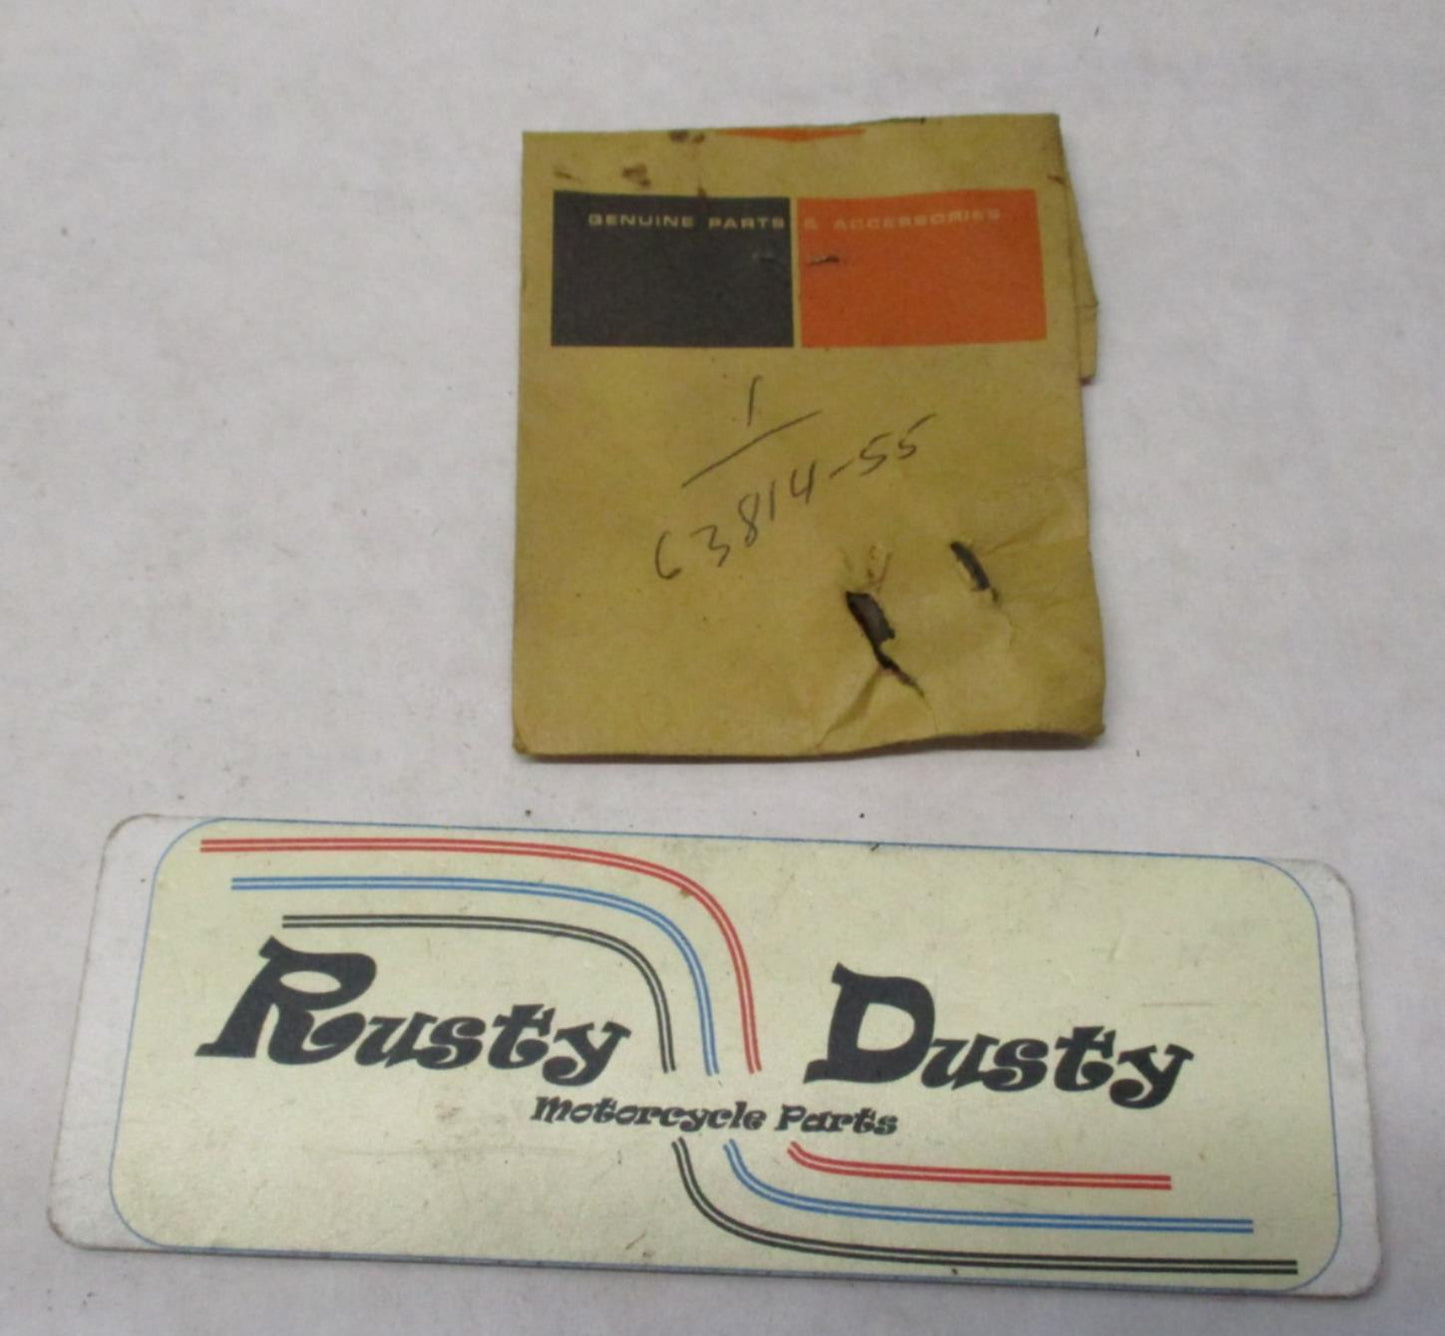 GENUINE PARTS & ACCESSORIES
1
63814-55
Rusty Dusty
Motorcycle Parts